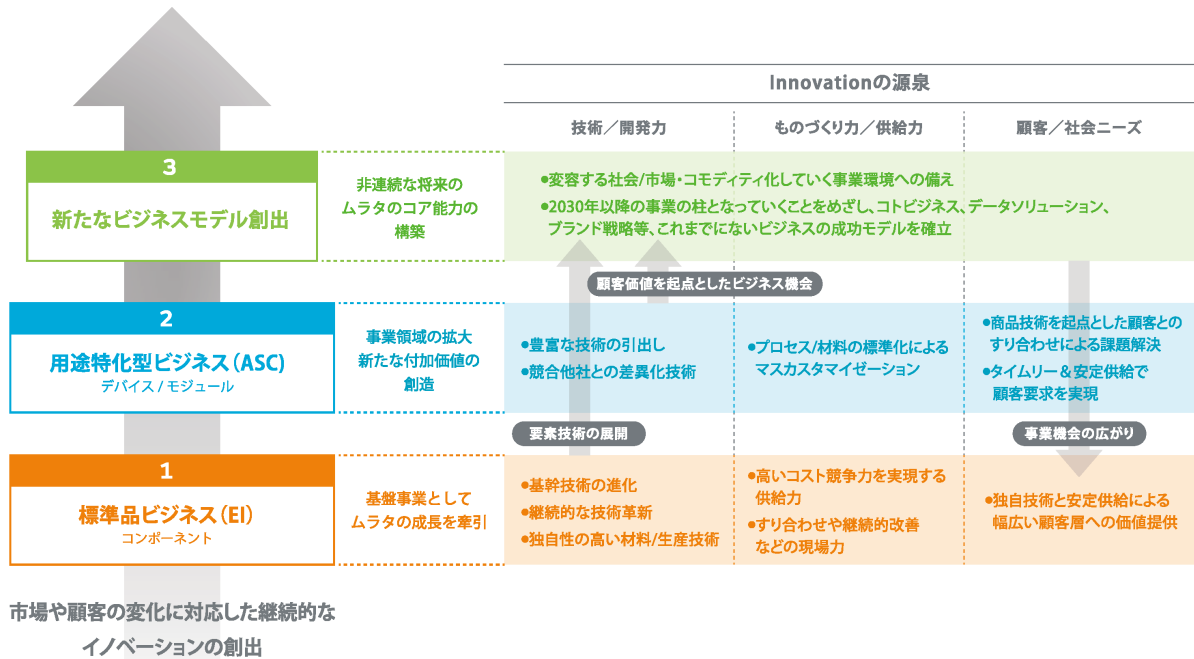 Innovationの源泉
技術／開発力
ものづくり力／供給力
顧客／社会ニーズ
3
新たなビジネスモデル創出
非連続な将来の
ムラタのコア能力の
構築
●変容する社会/市場・コモディティ化していく事業環境への備え
●2030年以降の事業の柱となっていくことをめざし、コトビジネス、データソリューション、
ブランド戦略等、これまでにないビジネスの成功モデルを確立
顧客価値を起点としたビジネス機会
2
用途特化型ビジネス（ASC）
デバイス / モジュール
事業領域の拡大
新たな付加価値の
創造
●豊富な技術の引出し
●競合他社との差異化技術
●プロセス/材料の標準化による
マスカスタマイゼーション
●商品技術を起点とした顧客との
すり合わせによる課題解決
●タイムリー＆安定供給で
顧客要求を実現
要素技術の展開
事業機会の広がり
1
標準品ビジネス（EI）
コンポーネント
基盤事業として
ムラタの成長を牽引
●基幹技術の進化
●継続的な技術革新
●独自性の高い材料/生産技術
●高いコスト競争力を実現する
供給力
●すり合わせや継続的改善
などの現場力
●独自技術と安定供給による
幅広い顧客層への価値提供
市場や顧客の変化に対応した継続的な
イノベーションの創出